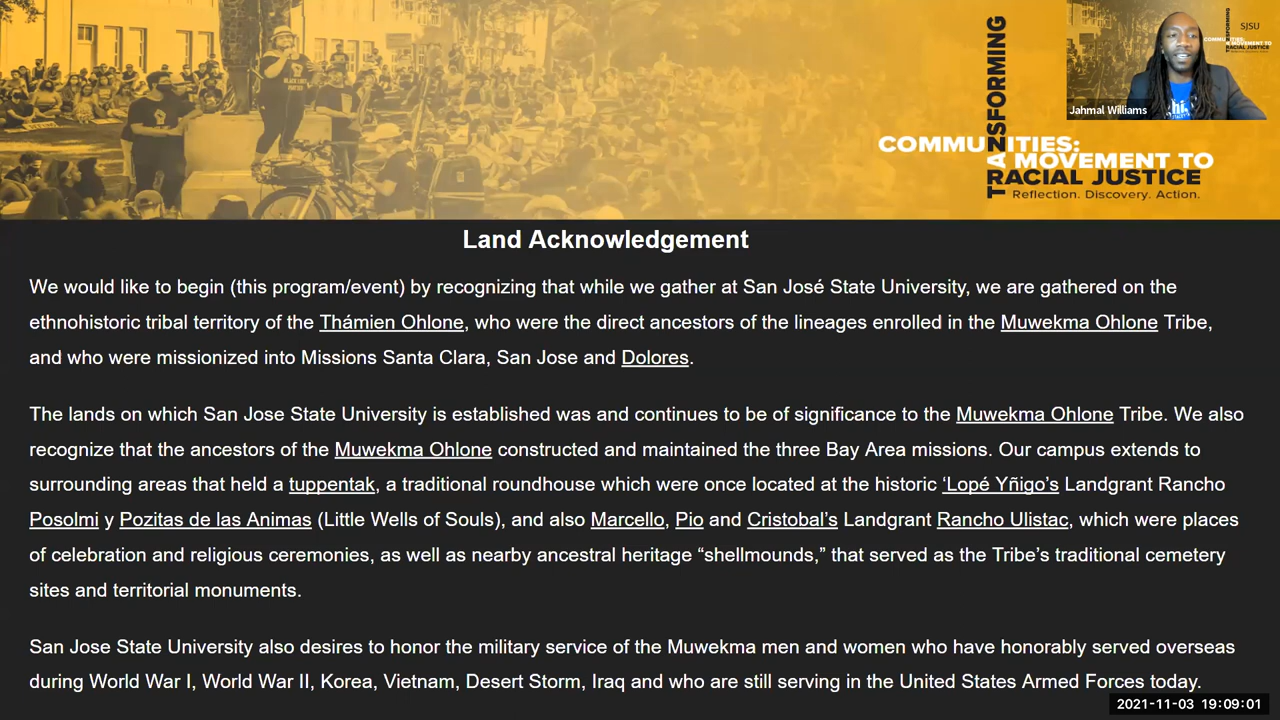 TRANSFORMING
COMMUNITIES:
A MOVEMENT TO
RACIAL JUSTICE
Reflection. Discovery. Action.
SJSU
Jahmal Williams
Land Acknowledgement
We would like to begin (this program/event) by recognizing that while we gather at San José State University, we are gathered on the
ethnohistoric tribal territory of the Thámien Ohlone, who were the direct ancestors of the lineages enrolled in the Muwekma Ohlone Tribe,
and who were missionized into Missions Santa Clara, San Jose and Dolores.
The lands on which San Jose State University is established was and continues to be of significance to the Muwekma Ohlone Tribe. We also
recognize that the ancestors of the Muwekma Ohlone constructed and maintained the three Bay Area missions. Our campus extends to
surrounding areas that held a tuppentak, a traditional roundhouse which were once located at the historic ‘Lopé Yñigo’s Landgrant Rancho
Posolmi y Pozitas de las Animas (Little Wells of Souls), and also Marcello, Pio and Cristobal’s Landgrant Rancho Ulistac, which were places
of celebration and religious ceremonies, as well as nearby ancestral heritage “shellmounds,” that served as the Tribe’s traditional cemetery
sites and territorial monuments.
San Jose State University also desires to honor the military service of the Muwekma men and women who have honorably served overseas
during World War I, World War II, Korea, Vietnam, Desert Storm, Iraq and who are still serving in the United States Armed Forces today.
2021-11-03 19:09:01